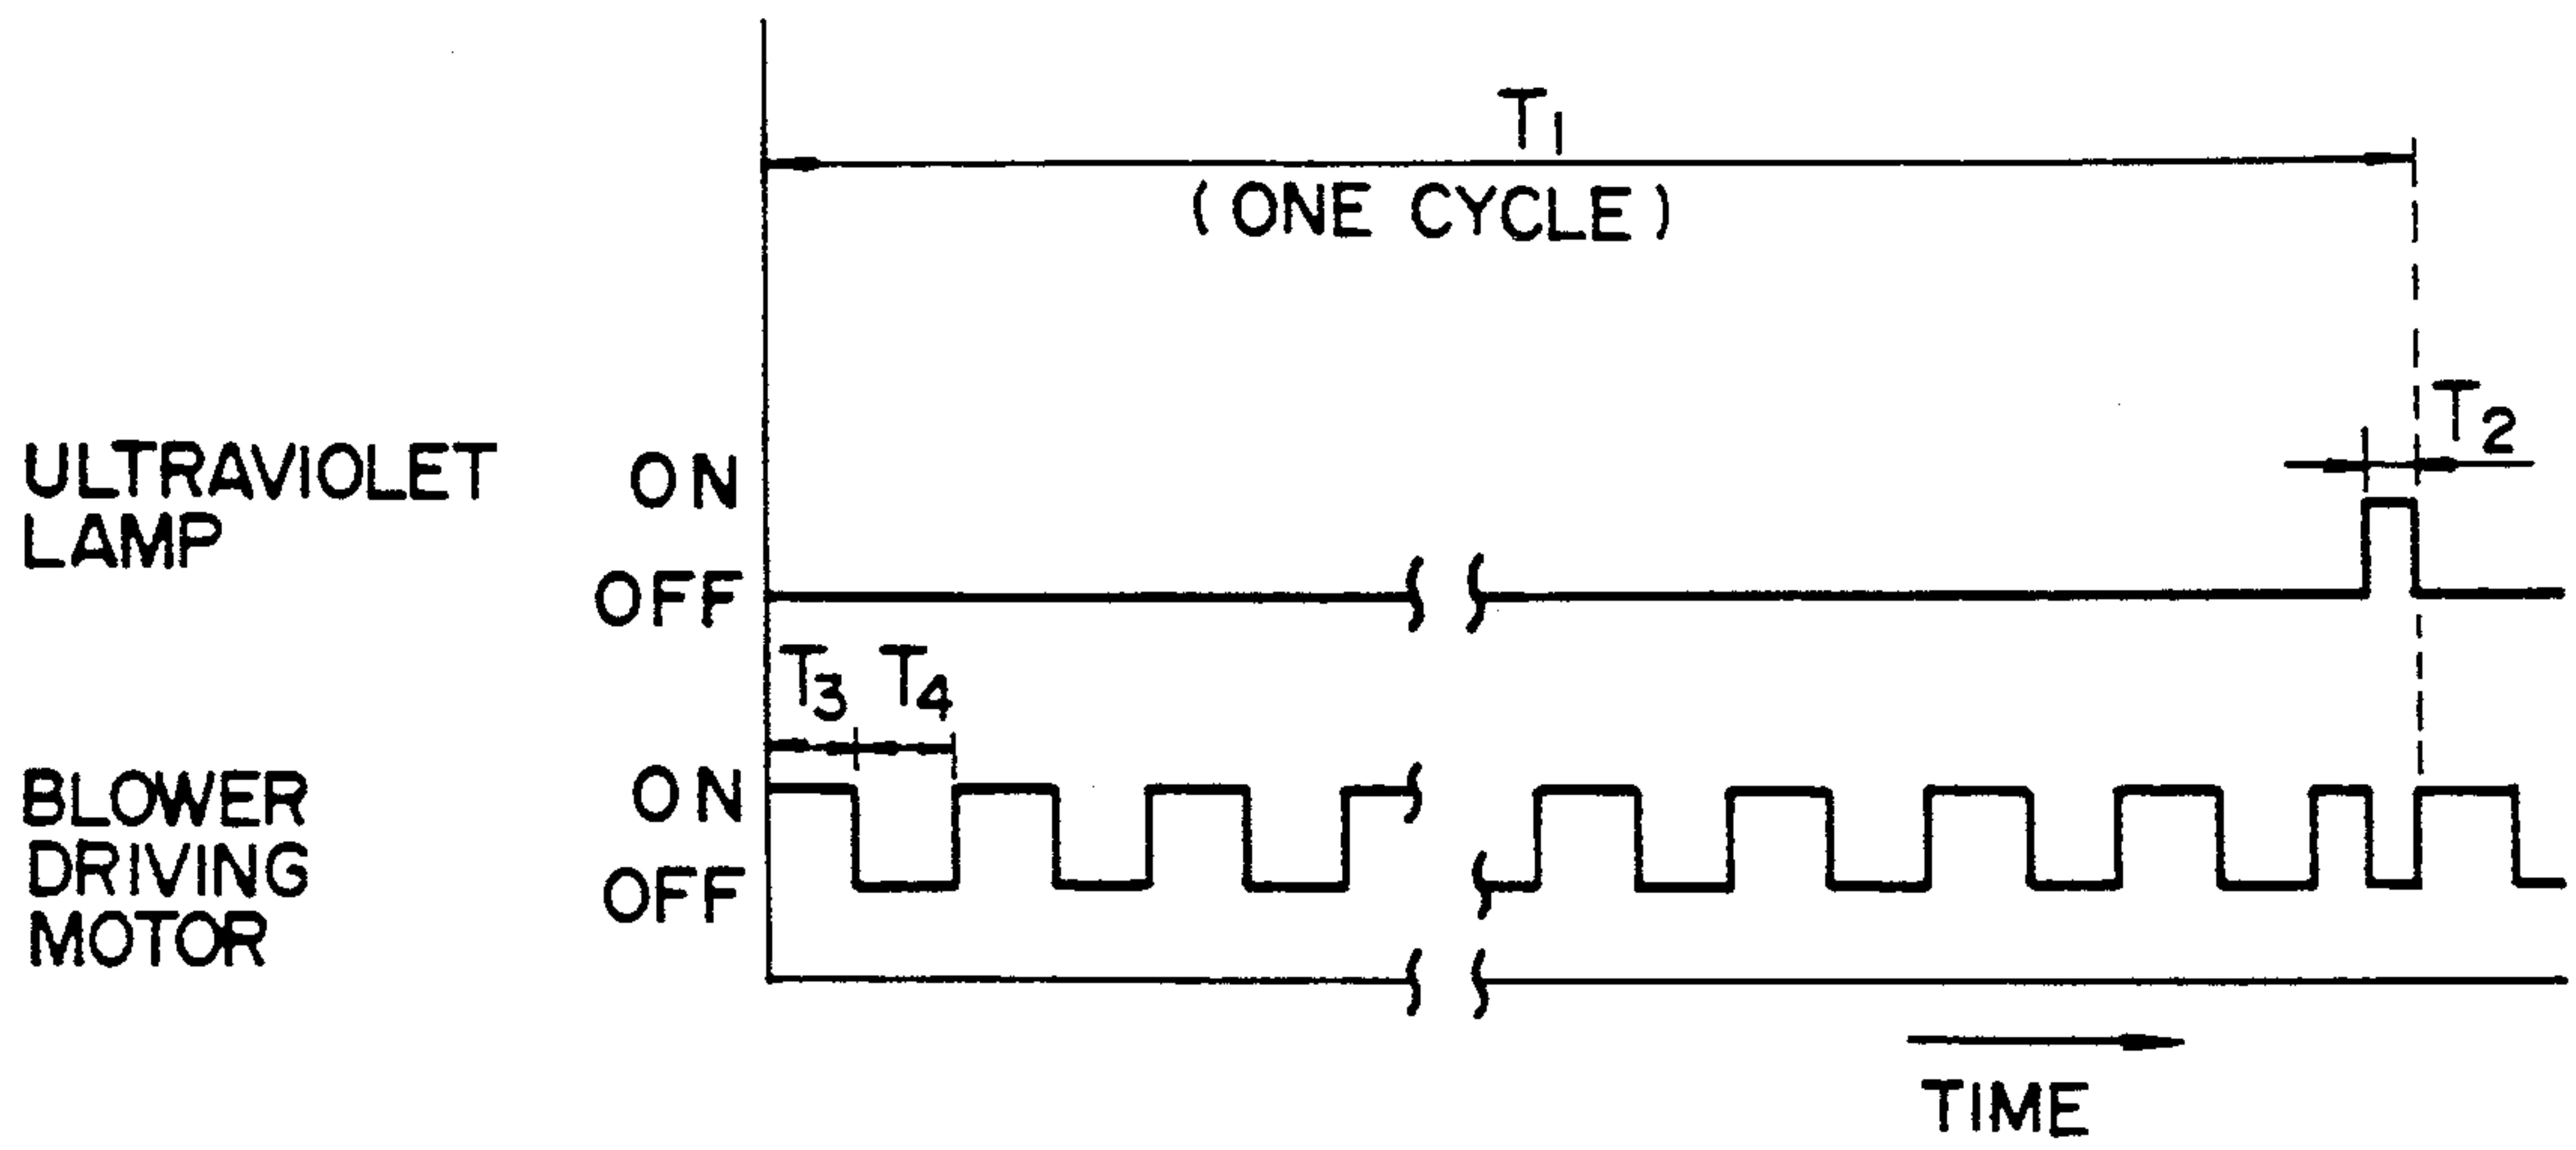 T1
(ONE CYCLE)
T2
ULTRAVIOLET
LAMP
ON
OFF
T3 T4
BLOWER
DRIVING
MOTOR
ON
OFF
TIME